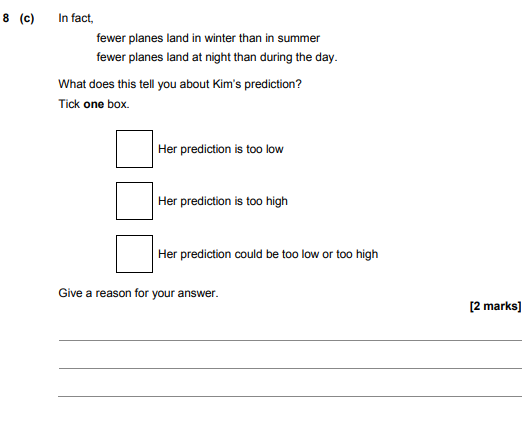 8 (c) In fact,
fewer planes land in winter than in summer
fewer planes land at night than during the day.
What does this tell you about Kim's prediction?
Tick one box.
Her prediction is too low
Her prediction is too high
Her prediction could be too low or too high
Give a reason for your answer.
[2 marks]